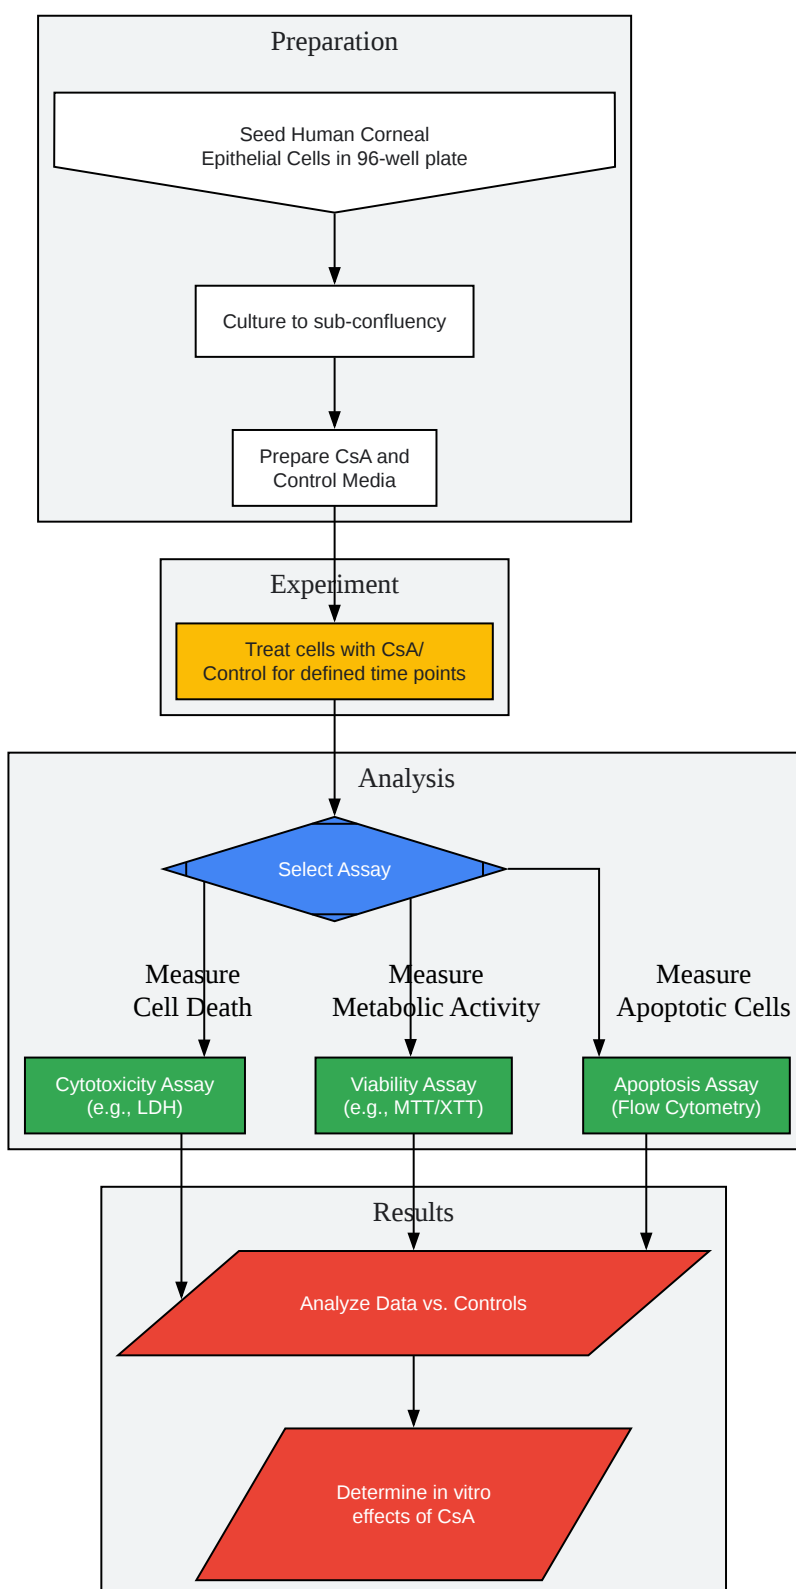 Preparation
Seed Human Corneal
Epithelial Cells in 96-well plate
Culture to sub-confluency
Prepare CsA and
Control Media
Experiment
Treat cells with CsA/
Control for defined time points
Analysis
Select Assay
Measure
Cell Death
Measure
Metabolic Activity
Measure
Apoptotic Cells
Cytotoxicity Assay
(e.g., LDH)
Viability Assay
(e.g., MTT/XTT)
Apoptosis Assay
(Flow Cytometry)
Results
Analyze Data vs. Controls
Determine in vitro
effects of CsA